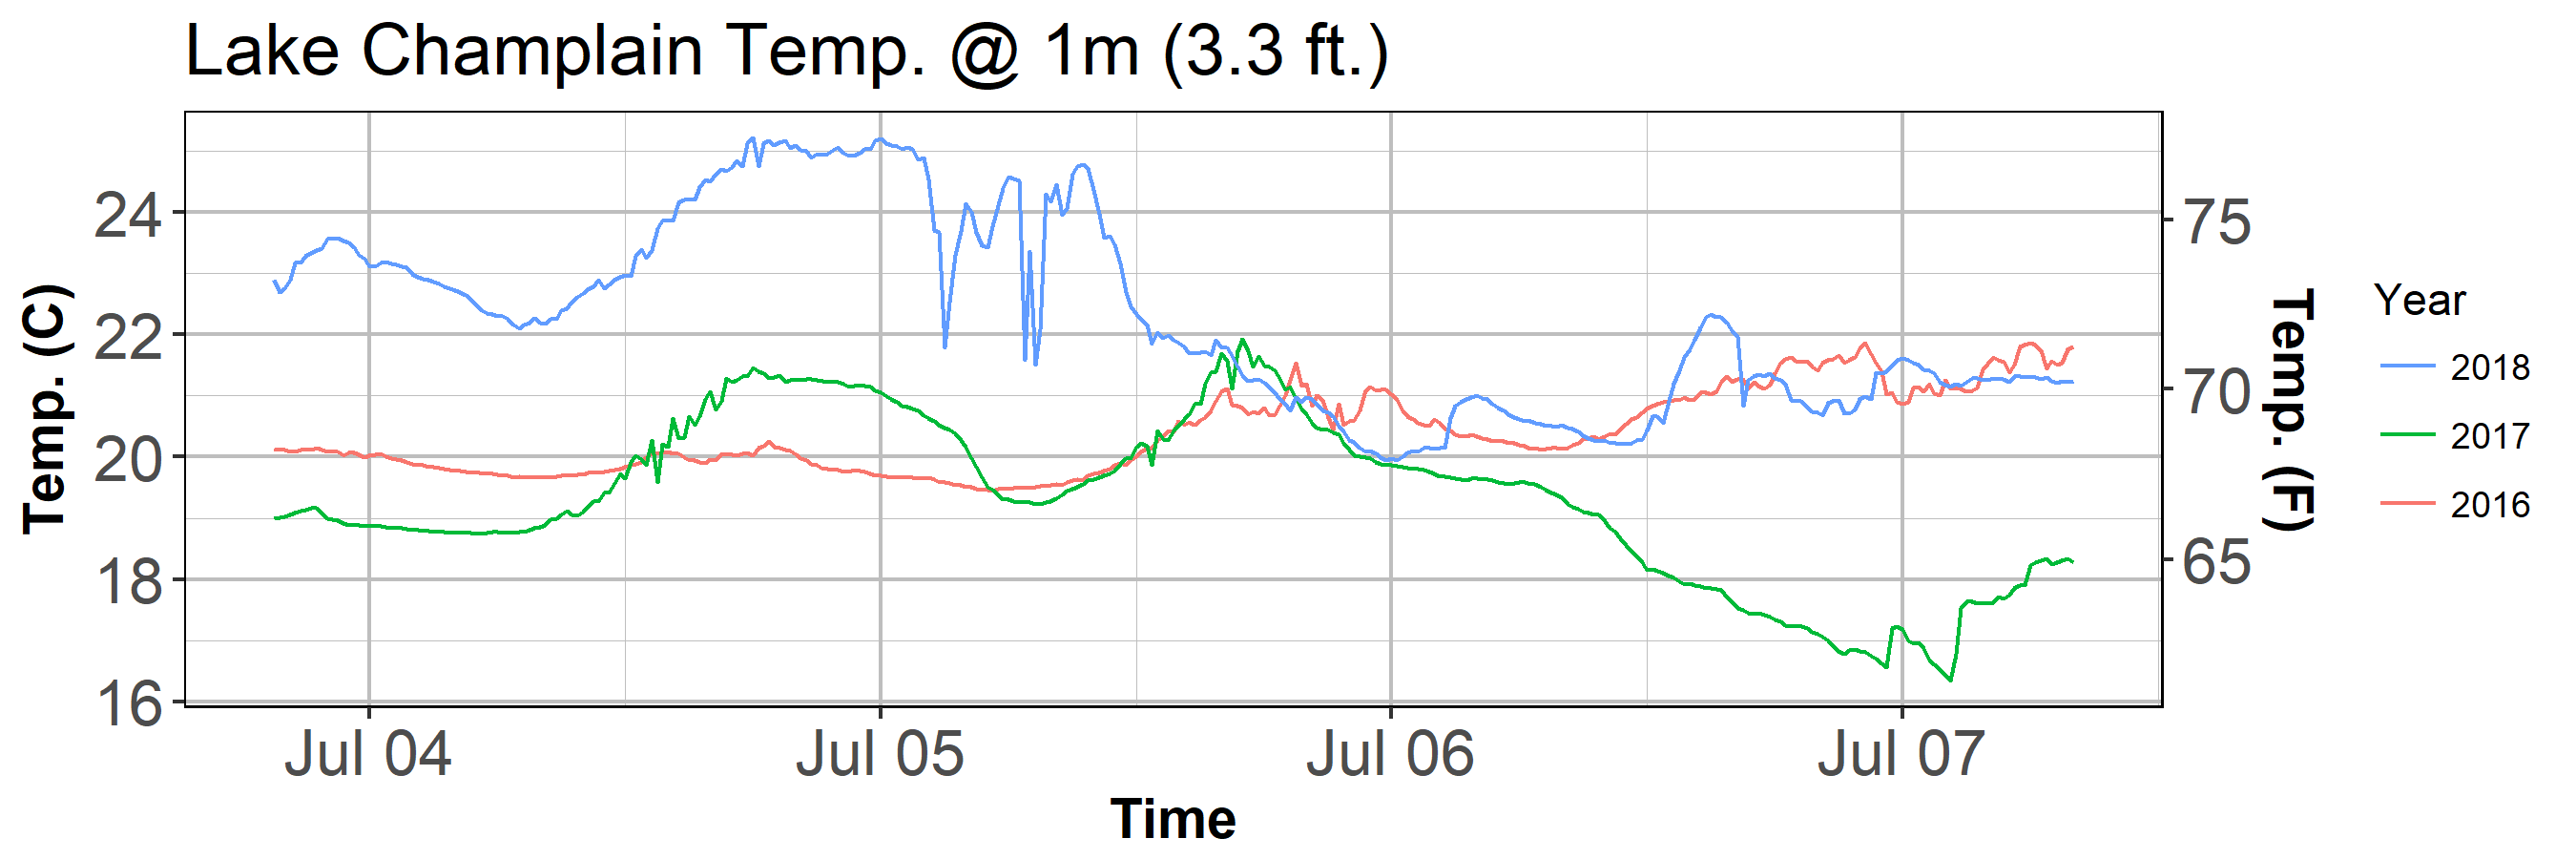 Lake Champlain Temp. @ 1m (3.3 ft.)
Temp. (C)
24
22
20
18
16
75
70
65
Temp. (F)
Jul 04
Jul 05
Jul 06
Jul 07
Time
Year
2018
2017
2016